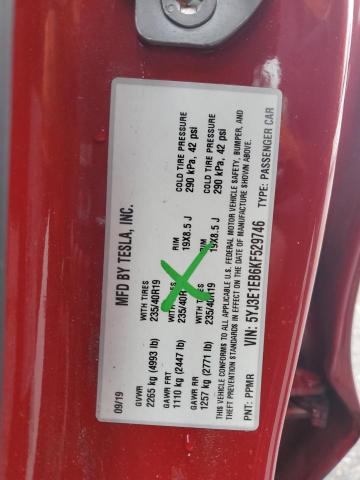 MFD BY TESLA, INC.
09/19
GVWR WITH TIRES RIM COLD TIRE PRESSURE
2265 kg (4993 lb) 235/40R19 19X8.5 J 290 kPa, 42 psi
GAWR FRT WITH TIRES RIM COLD TIRE PRESSURE
1110 kg (2447 lb) 235/40R19 19X8.5 J 290 kPa, 42 psi
GAWR RR WITH TIRES
1257 kg (2771 lb) 235/40R19
THIS VEHICLE CONFORMS TO ALL APPLICABLE U.S. FEDERAL MOTOR VEHICLE SAFETY, BUMPER, AND
THEFT PREVENTION STANDARDS IN EFFECT ON THE DATE OF MANUFACTURE SHOWN ABOVE.
PNT: PPMR VIN: 5YJ3E1EB6KF529746 TYPE: PASSENGER CAR